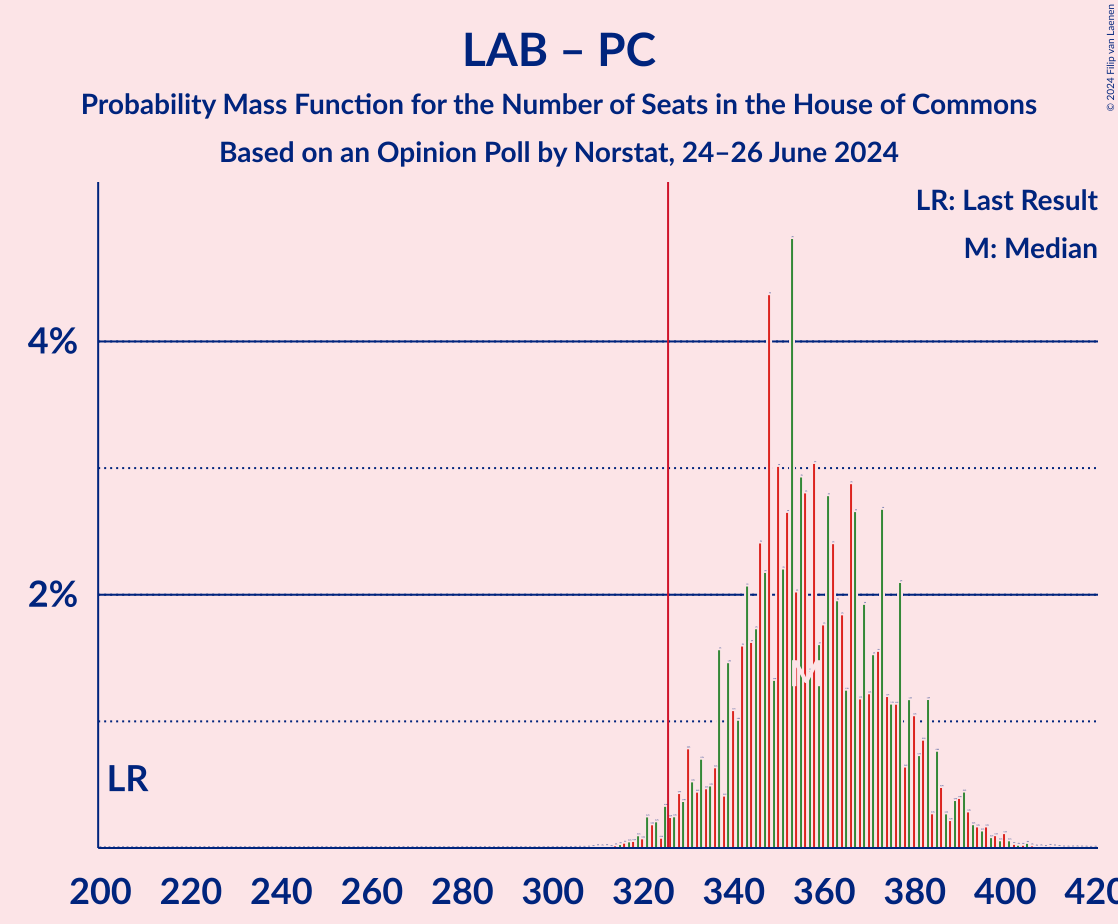 LAB – PC
Probability Mass Function for the Number of Seats in the House of Commons
Based on an Opinion Poll by Norstat, 24–26 June 2024
© 2024 Filip van Laenen
LR: Last Result
M: Median
4%
2%
M
LR
200 220 240 260 280 300 320 340 360 380 400 420